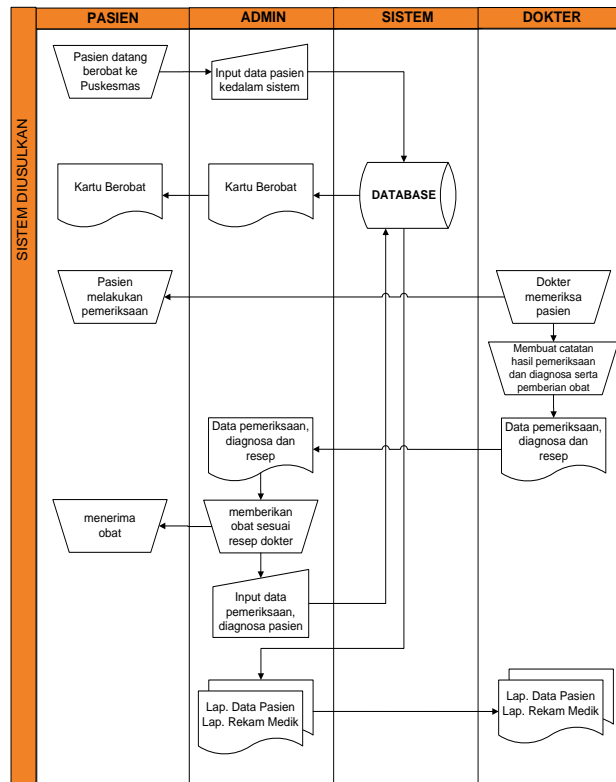 PASIEN
ADMIN
SISTEM
DOKTER
SISTEM DIUSULKAN
Pasien datang
berobat ke
Puskesmas
Input data pasien
kedalam sistem
Kartu Berobat
Kartu Berobat
DATABASE
Pasien
melakukan
pemeriksaan
Dokter
memeriksa
pasien
Membuat catatan
hasil pemeriksaan
dan diagnosa serta
pemberian obat
Data pemeriksaan,
diagnosa dan
resep
Data pemeriksaan,
diagnosa dan
resep
menerima
obat
memberikan
obat sesuai
resep dokter
Input data
pemeriksaan,
diagnosa pasien
Lap. Data Pasien
Lap. Rekam Medik
Lap. Data Pasien
Lap. Rekam Medik